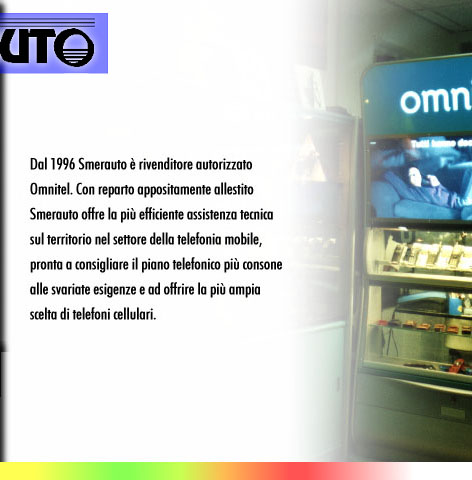 UTO
omni
Tutti hanno
Dal 1996 Smerauto è rivenditore autorizzato
Omnitel. Con reparto appositamente allestito
Smerauto offre la più efficiente assistenza tecnica
sul territorio nel settore della telefonia mobile,
pronta a consigliare il piano telefonico più consone
alle svariate esigenze e ad offrire la più ampia
scelta di telefoni cellulari.